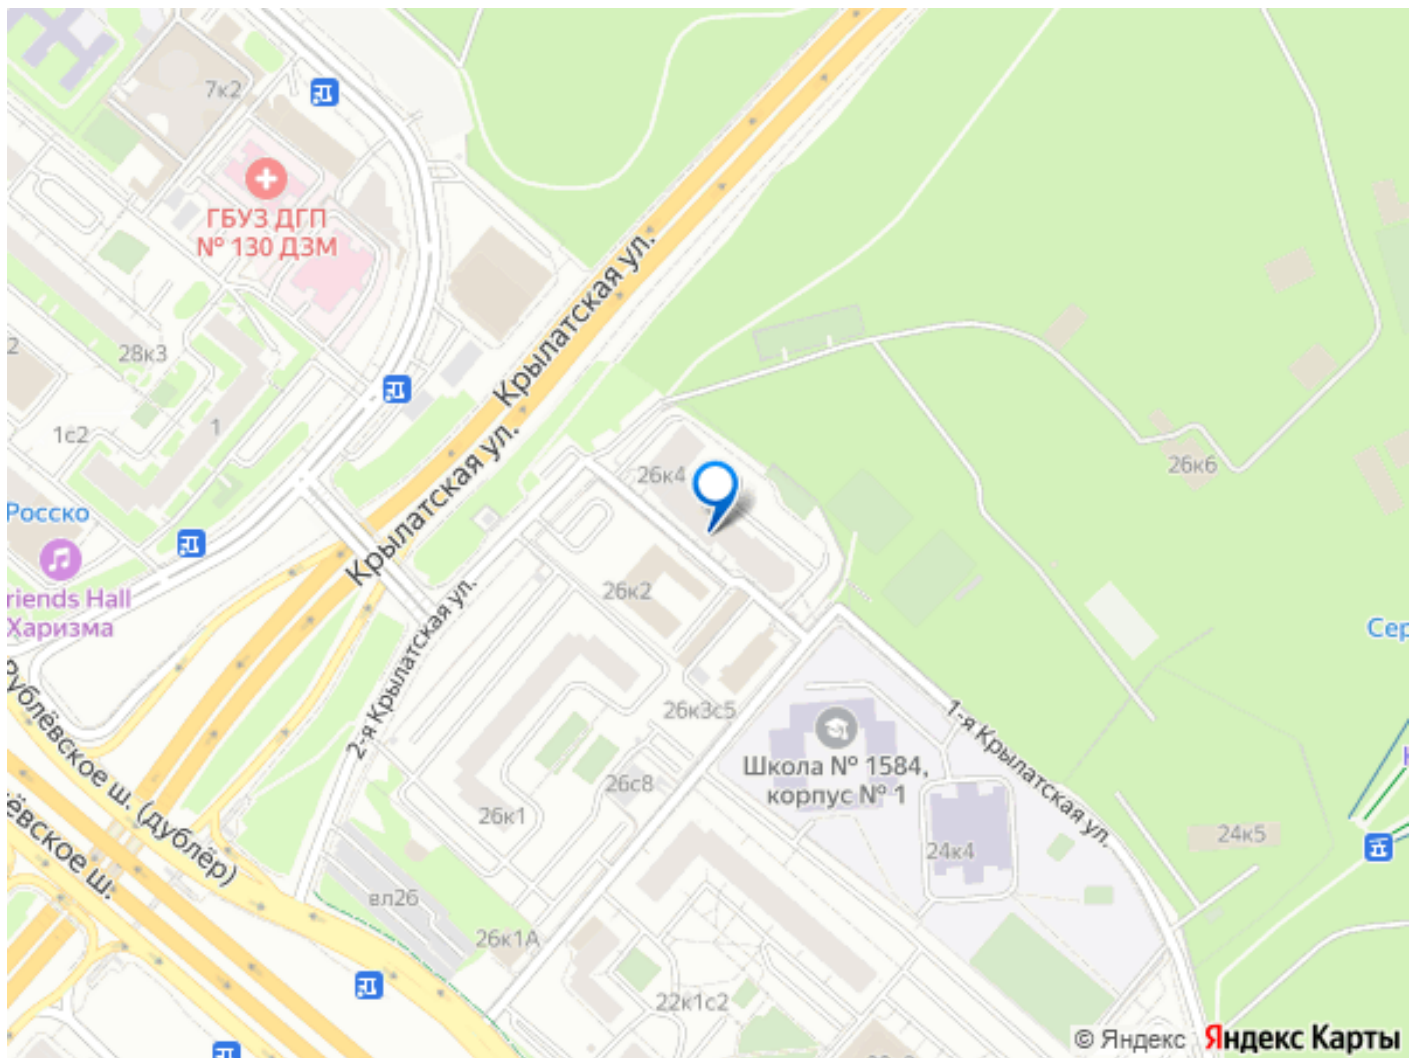 7к2
ГБУЗ ДГП
№ 130 ДЗМ
Крылатская ул.
28к3
2
1
1с2
Крылатская ул.
26к4
26к6
Росско
riends Hall
Харизма
26к2
2-я Крылатская ул.
Рублёвское ш. (дублёр)
ёвское ш.
26к3с5
1-я Крылатская ул.
Школа № 1584,
корпус № 1
Сер
26с8
26к1
24к4
24к5
вл26
26к1А
22к1с2
© Яндекс Яндекс Карты